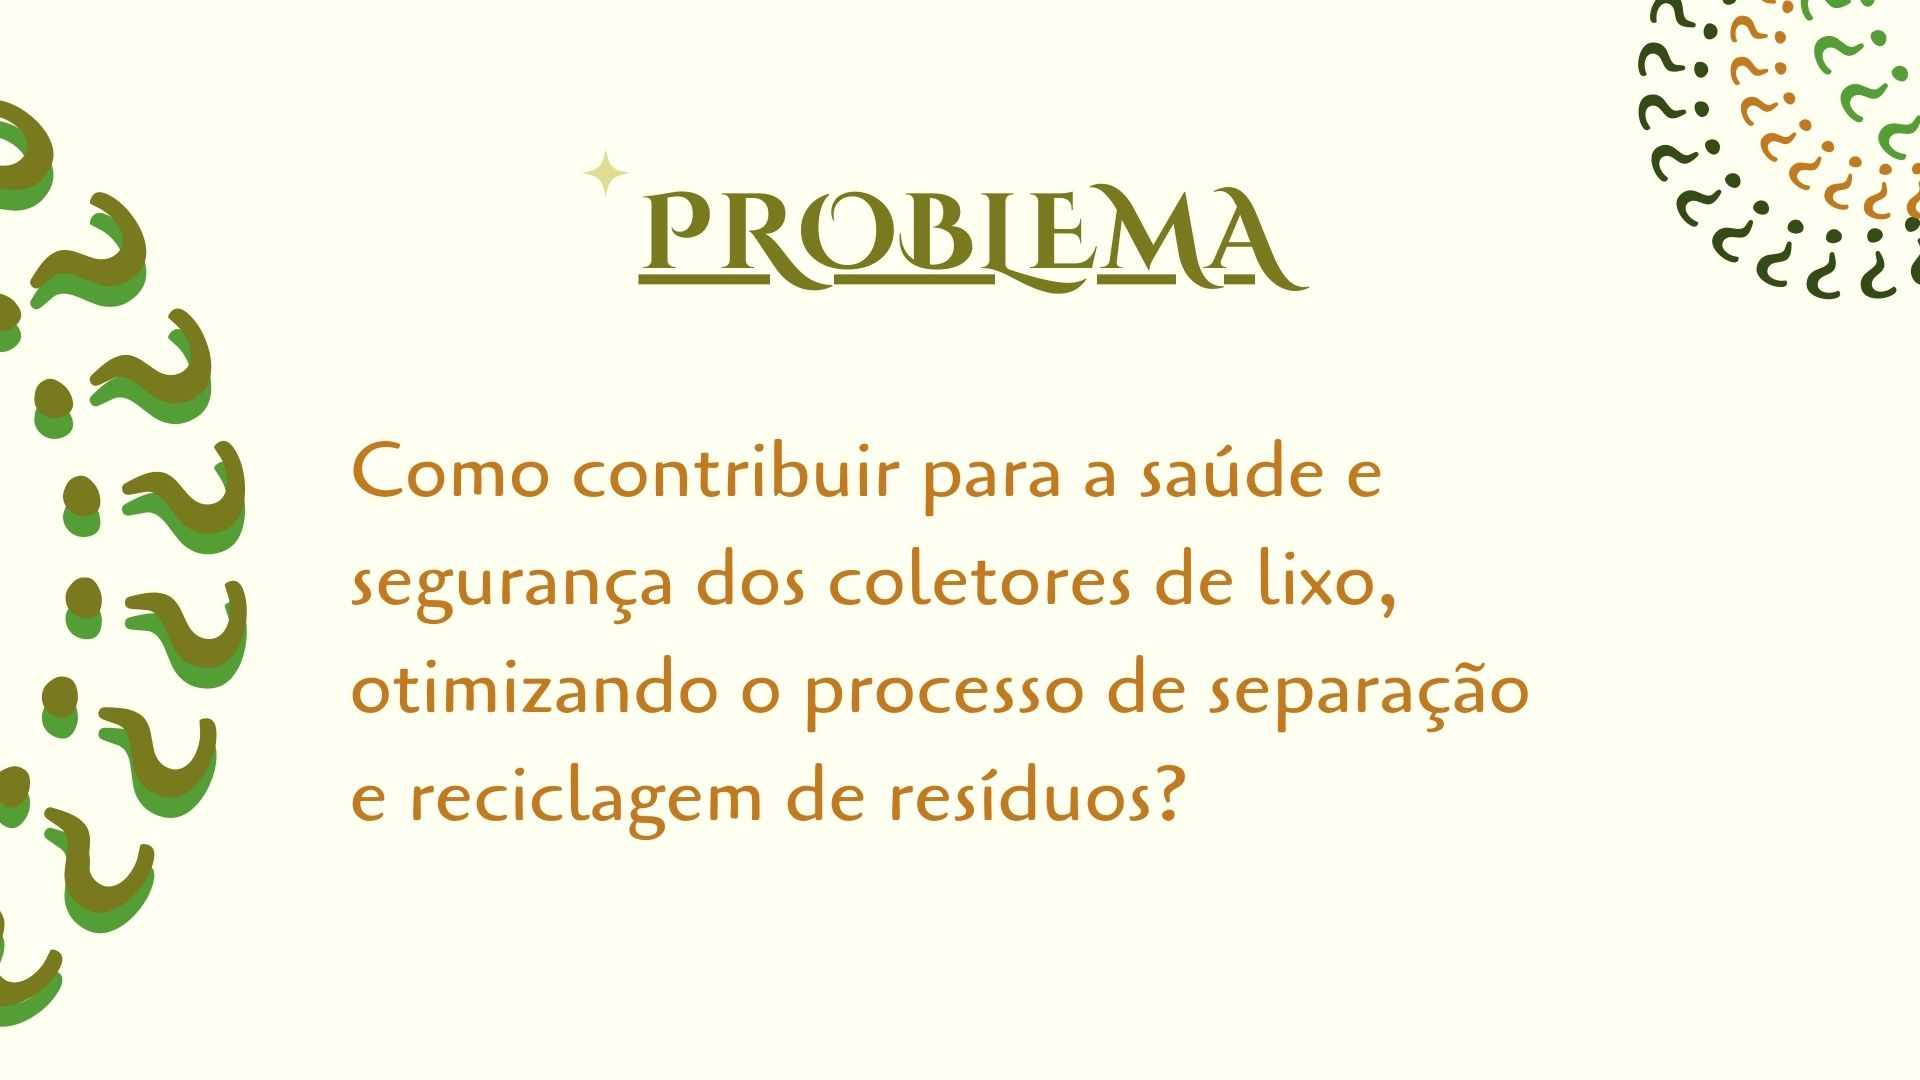 PROBLEMA
Como contribuir para a saúde e
segurança dos coletores de lixo,
otimizando o processo de separação
e reciclagem de resíduos?